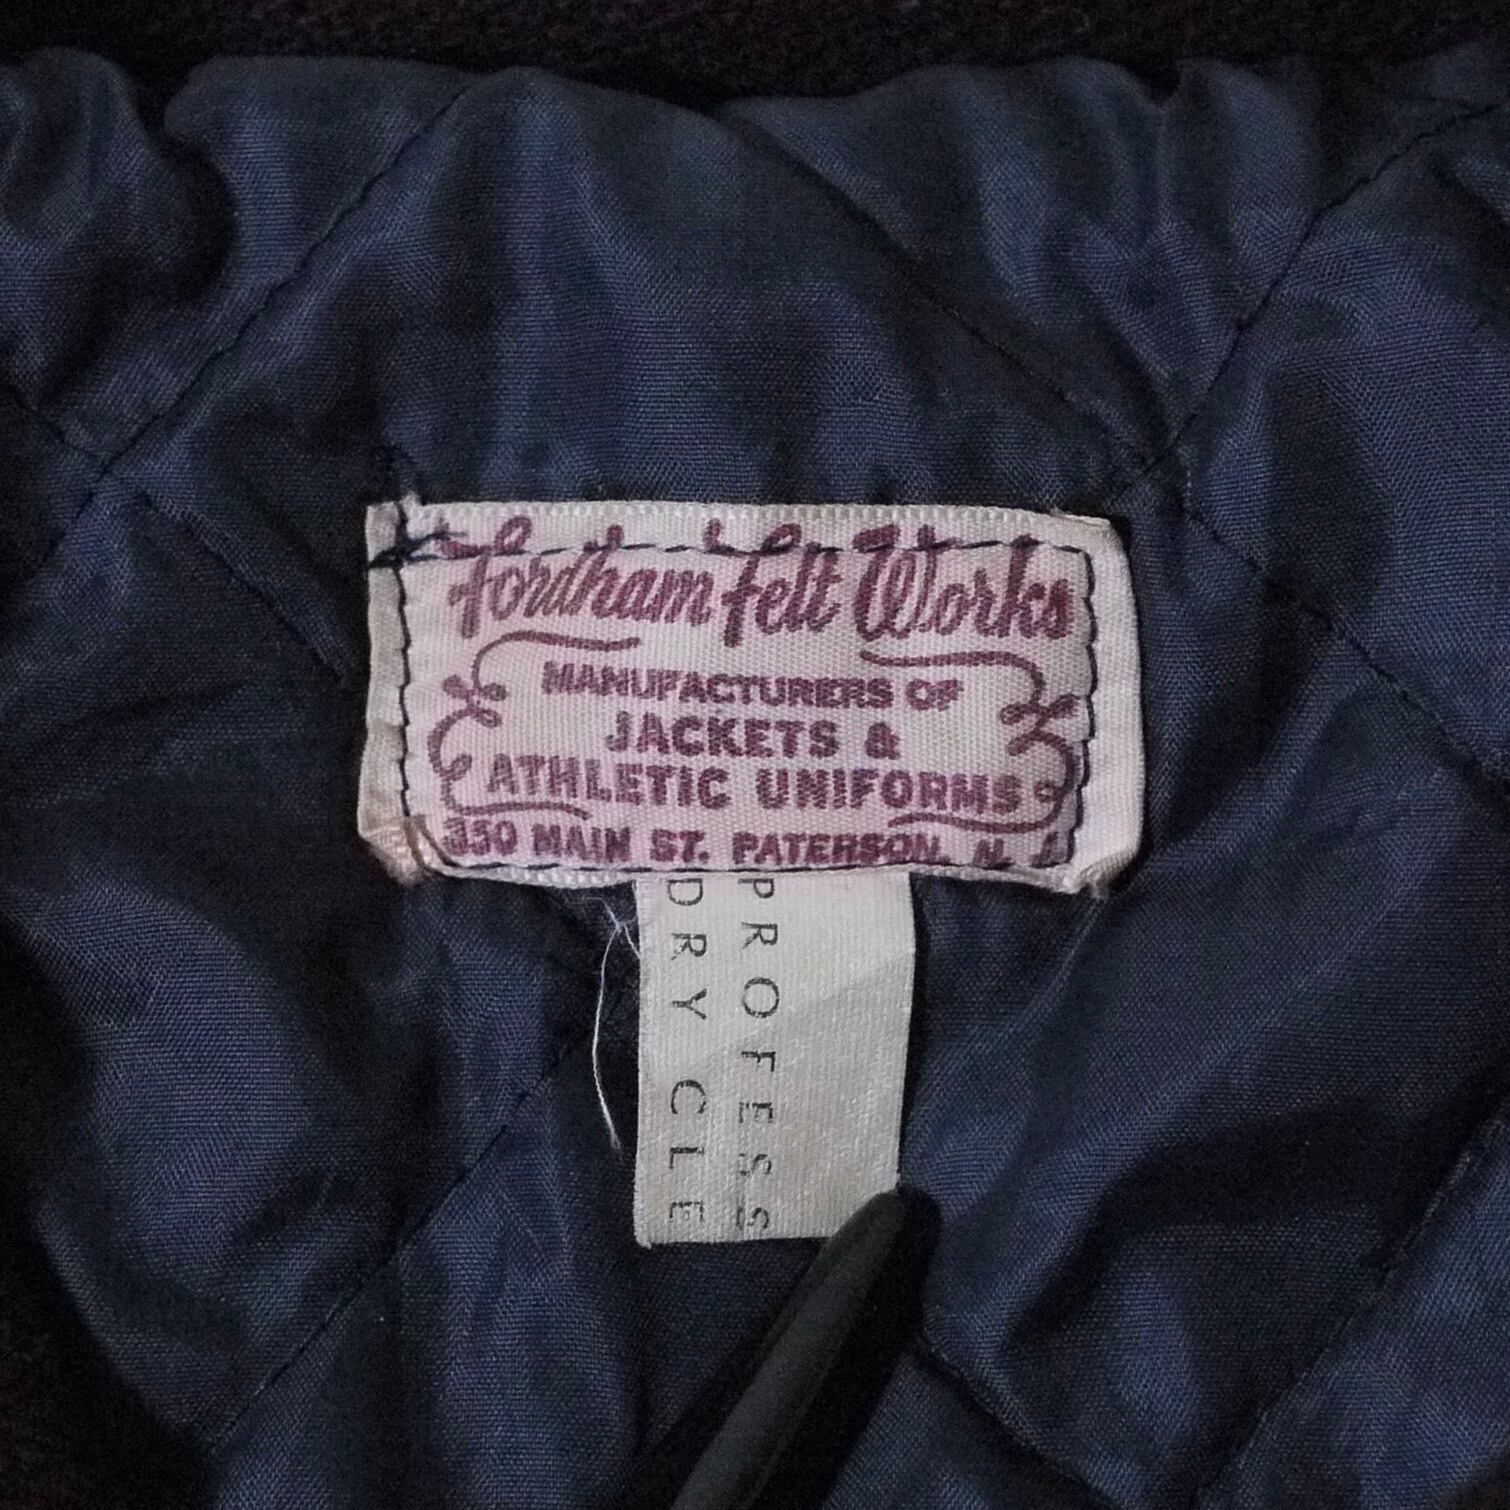 Fordham Felt Works
MANUFACTURERS OF
JACKETS &
ATHLETIC UNIFORMS
350 MAIN ST. PATERSON, N. J.
PROFESS
DRY CLE